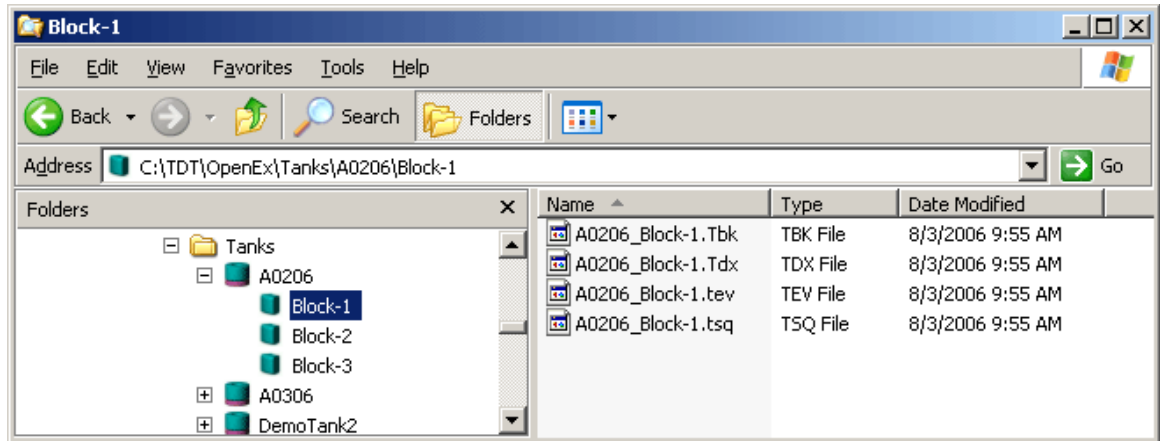 Block-1
File Edit View Favorites Tools Help
Back Search Folders
Address C:\TDT\OpenEx\Tanks\A0206\Block-1 Go
Folders x Name Type Date Modified
Tanks
A0206
Block-1
Block-2
Block-3
A0306
DemoTank2
A0206_Block-1.Tbk TBK File 8/3/2006 9:55 AM
A0206_Block-1.Tdx TDX File 8/3/2006 9:55 AM
A0206_Block-1.tev TEV File 8/3/2006 9:55 AM
A0206_Block-1.tsq TSQ File 8/3/2006 9:55 AM